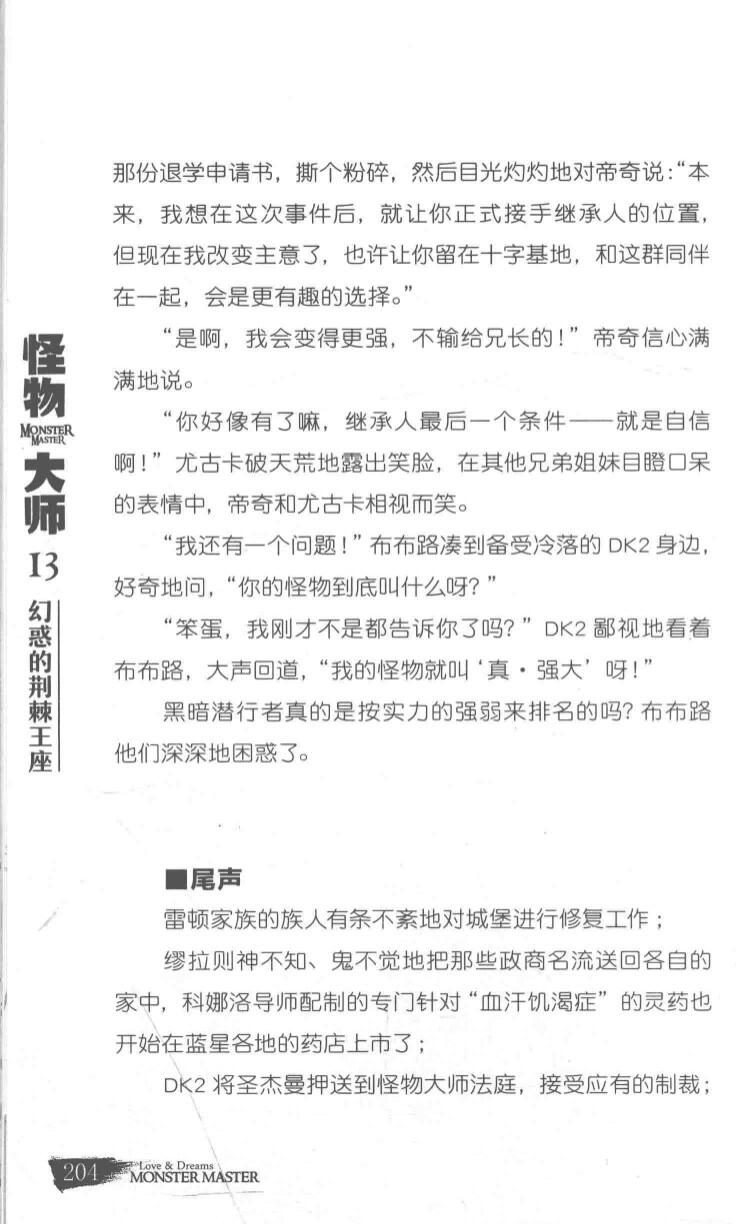 那份退学申请书，撕个粉碎，然后目光灼灼地对帝奇说：“本
来，我想在这次事件后，就让你正式接手继承人的位置，
但现在我改变主意了，也许让你留在十字基地，和这群同伴
在一起，会是更有趣的选择。”
“是啊，我会变得更强，不输给兄长的！”帝奇信心满
满地说。
“你好像有了嘛，继承人最后一个条件——就是自信
啊！”尤古卡破天荒地露出笑脸，在其他兄弟姐妹目瞪口呆
的表情中，帝奇和尤古卡相视而笑。
“我还有一个问题！”布布路凑到备受冷落的 DK2 身边，
好奇地问，“你的怪物到底叫什么呀？”
“笨蛋，我刚才不是都告诉你了吗？”DK2 鄙视地看着
布布路，大声回道，“我的怪物就叫‘真·强大’呀！”
黑暗潜行者真的是按实力的强弱来排名的吗？布布路
他们深深地困惑了。
■尾声
雷顿家族的族人有条不紊地对城堡进行修复工作；
缪拉则神不知、鬼不觉地把那些政商名流送回各自的
家中，科娜洛导师配制的专门针对“血汗饥渴症”的灵药也
开始在蓝星各地的药店上市了；
DK2 将圣杰曼押送到怪物大师法庭，接受应有的制裁；
怪物
MONSTER
MASTER
大师
13
幻惑的荆棘王座
204
Love & Dreams
MONSTER MASTER